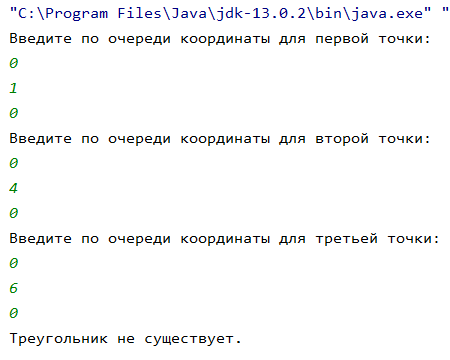 "C:\Program Files\Java\jdk-13.0.2\bin\java.exe" "
Введите по очереди координаты для первой точки:
0
1
0
Введите по очереди координаты для второй точки:
0
4
0
Введите по очереди координаты для третьей точки:
0
6
0
Треугольник не существует.